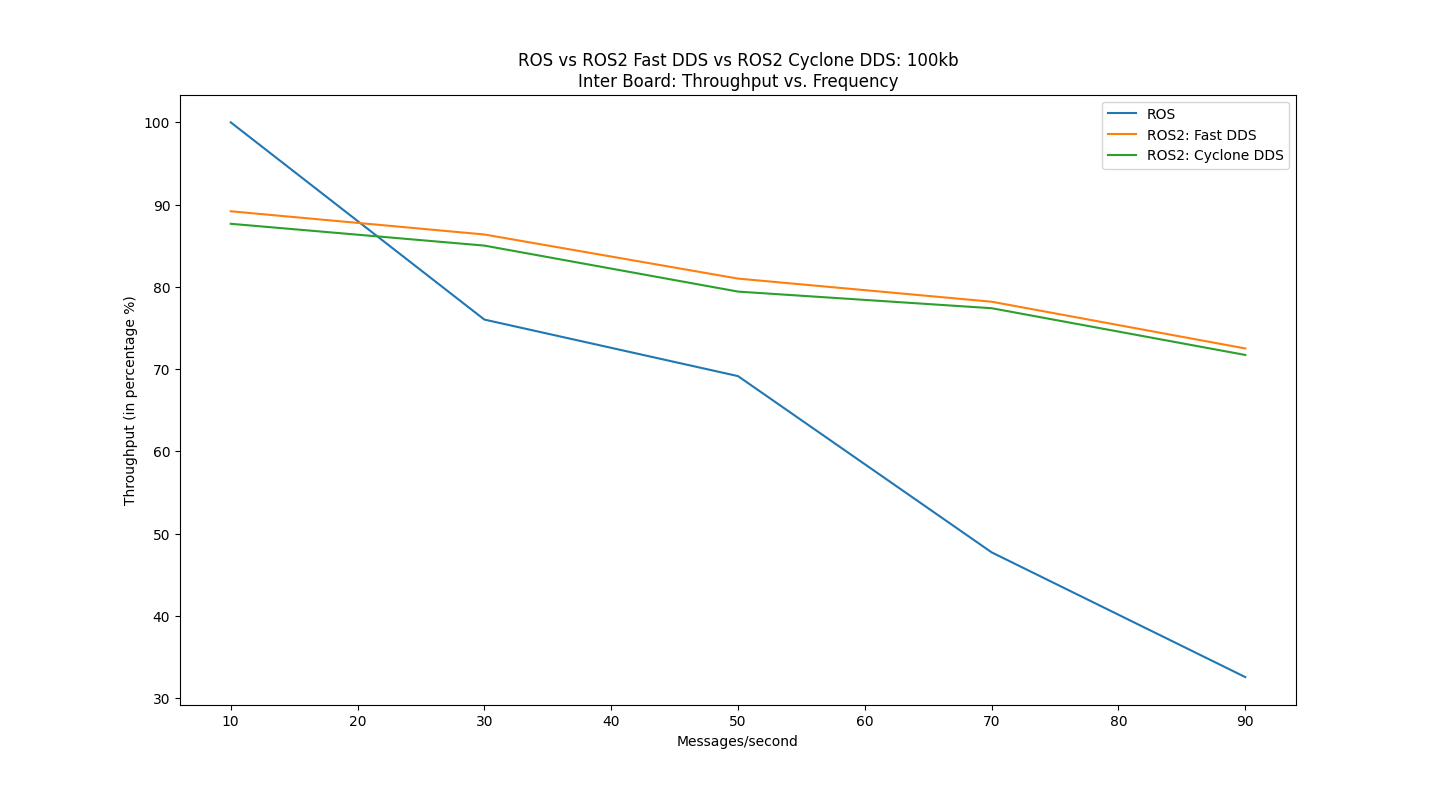 ROS vs ROS2 Fast DDS vs ROS2 Cyclone DDS: 100kb
Inter Board: Throughput vs. Frequency
ROS
ROS2: Fast DDS
ROS2: Cyclone DDS
Throughput (in percentage %)
100
90
80
70
60
50
40
30
10 20 30 40 50 60 70 80 90
Messages/second